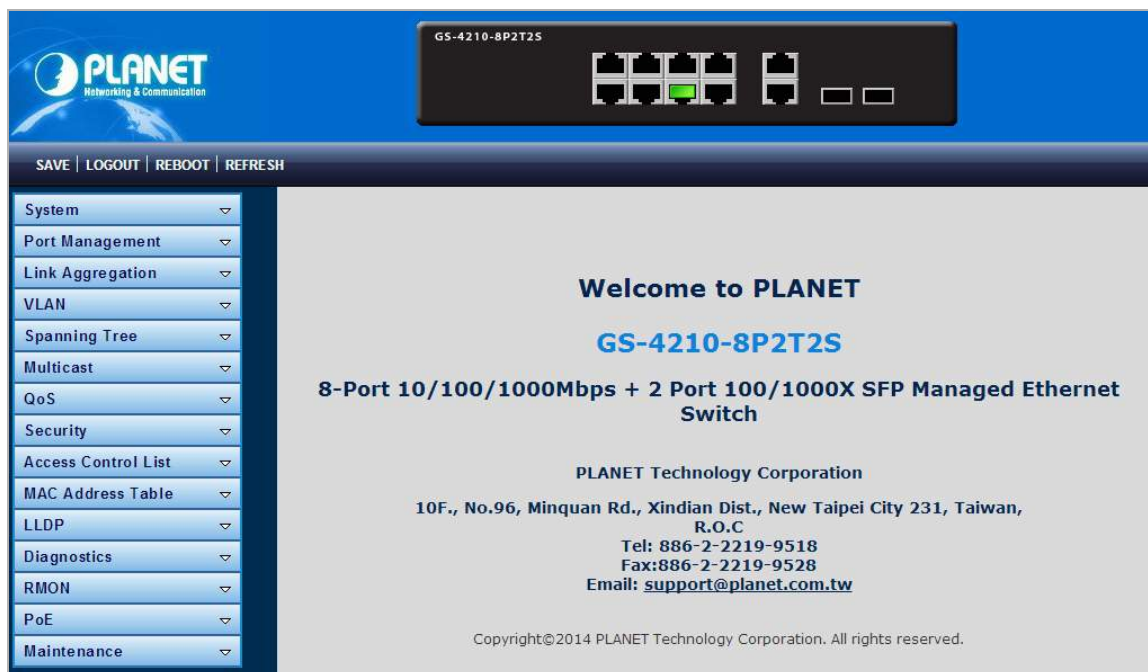 GS-4210-8P2T2S
PLANET
Networking & Communication
SAVE | LOGOUT | REBOOT | REFRESH
System
Port Management
Link Aggregation
VLAN
Spanning Tree
Multicast
QoS
Security
Access Control List
MAC Address Table
LLDP
Diagnostics
RMON
PoE
Maintenance
Welcome to PLANET
GS-4210-8P2T2S
8-Port 10/100/1000Mbps + 2 Port 100/1000X SFP Managed Ethernet
Switch
PLANET Technology Corporation
10F., No.96, Minquan Rd., Xindian Dist., New Taipei City 231, Taiwan,
R.O.C
Tel: 886-2-2219-9518
Fax:886-2-2219-9528
Email: support@planet.com.tw
Copyright©2014 PLANET Technology Corporation. All rights reserved.